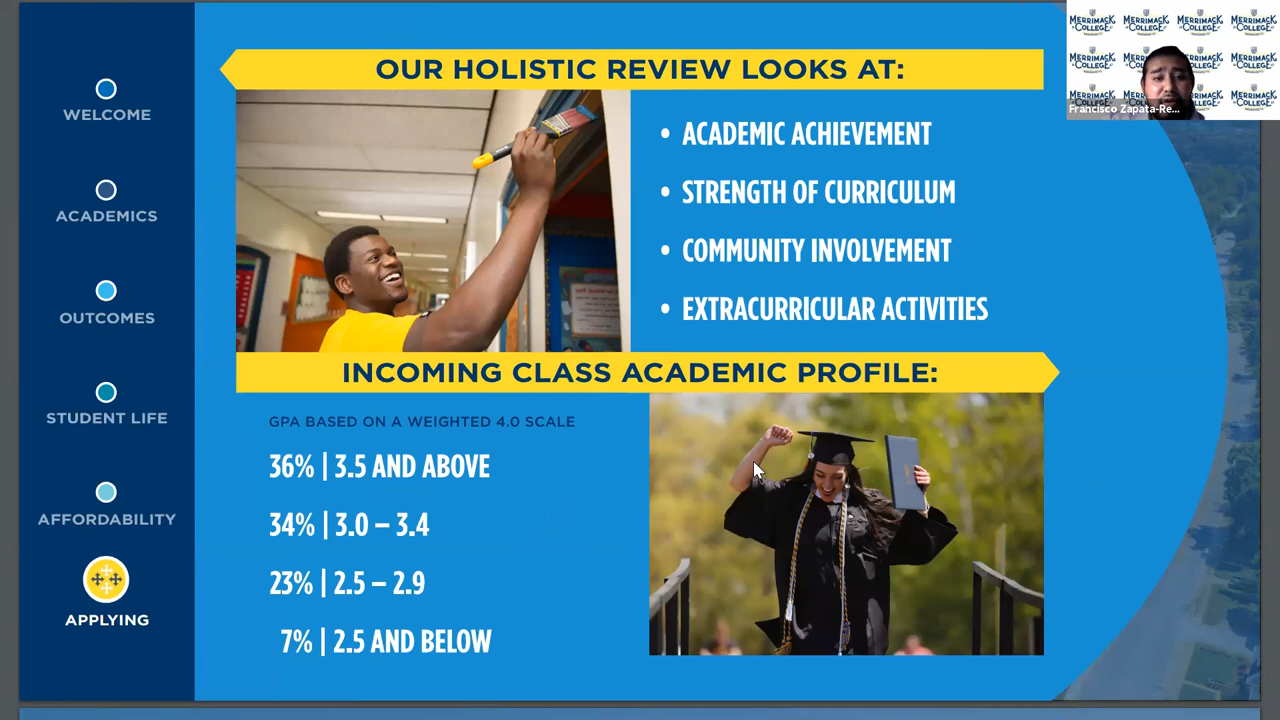 WELCOME
ACADEMICS
OUTCOMES
STUDENT LIFE
AFFORDABILITY
APPLYING
OUR HOLISTIC REVIEW LOOKS AT:
• ACADEMIC ACHIEVEMENT
• STRENGTH OF CURRICULUM
• COMMUNITY INVOLVEMENT
• EXTRACURRICULAR ACTIVITIES
INCOMING CLASS ACADEMIC PROFILE:
GPA BASED ON A WEIGHTED 4.0 SCALE
36% | 3.5 AND ABOVE
34% | 3.0 – 3.4
23% | 2.5 – 2.9
7% | 2.5 AND BELOW
MERRIMACK COLLEGE
Francisco Zapata-Re...